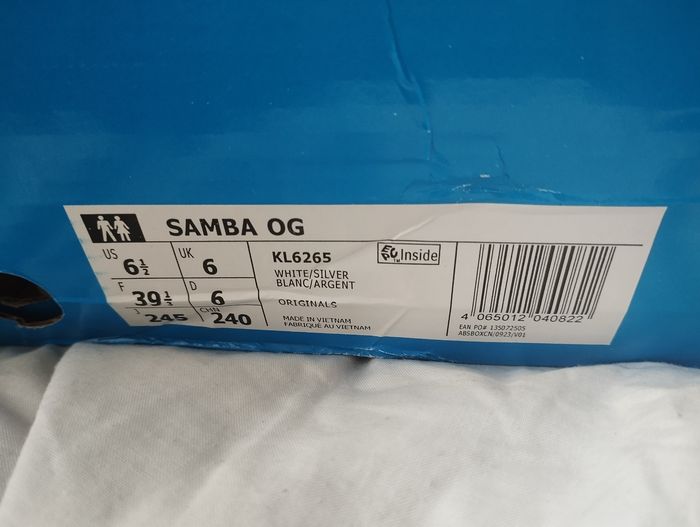 SAMBA OG
US 6½ UK 6
F 39⅓ D 6
J 245 CHN 240
KL6265
WHITE/SILVER
BLANC/ARGENT
ORIGINALS
MADE IN VIETNAM
FABRIQUÉ AU VIETNAM
EPC™ Inside
4 065012 040822
EAN PO# 135072505
ABSBOXCN/0923/V01